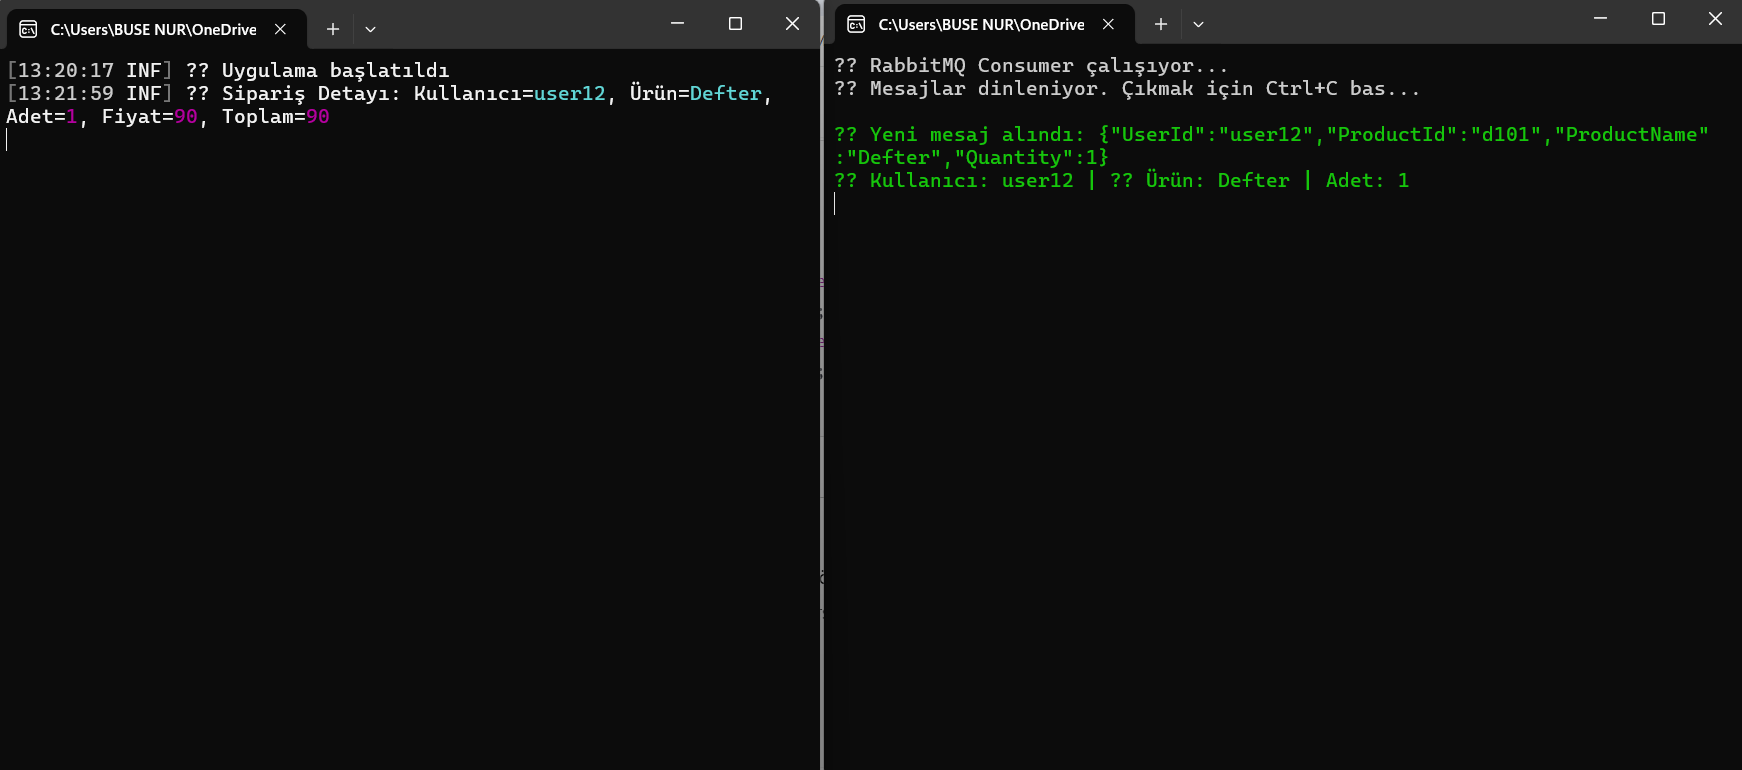 C:\Users\BUSE NUR\OneDrive
[13:20:17 INF] ?? Uygulama başlatıldı
[13:21:59 INF] ?? Sipariş Detayı: Kullanıcı=user12, Ürün=Defter,
Adet=1, Fiyat=90, Toplam=90
C:\Users\BUSE NUR\OneDrive
?? RabbitMQ Consumer çalışıyor...
?? Mesajlar dinleniyor. Çıkmak için Ctrl+C bas...
?? Yeni mesaj alındı: {"UserId":"user12","ProductId":"d101","ProductName"
:"Defter","Quantity":1}
?? Kullanıcı: user12 | ?? Ürün: Defter | Adet: 1